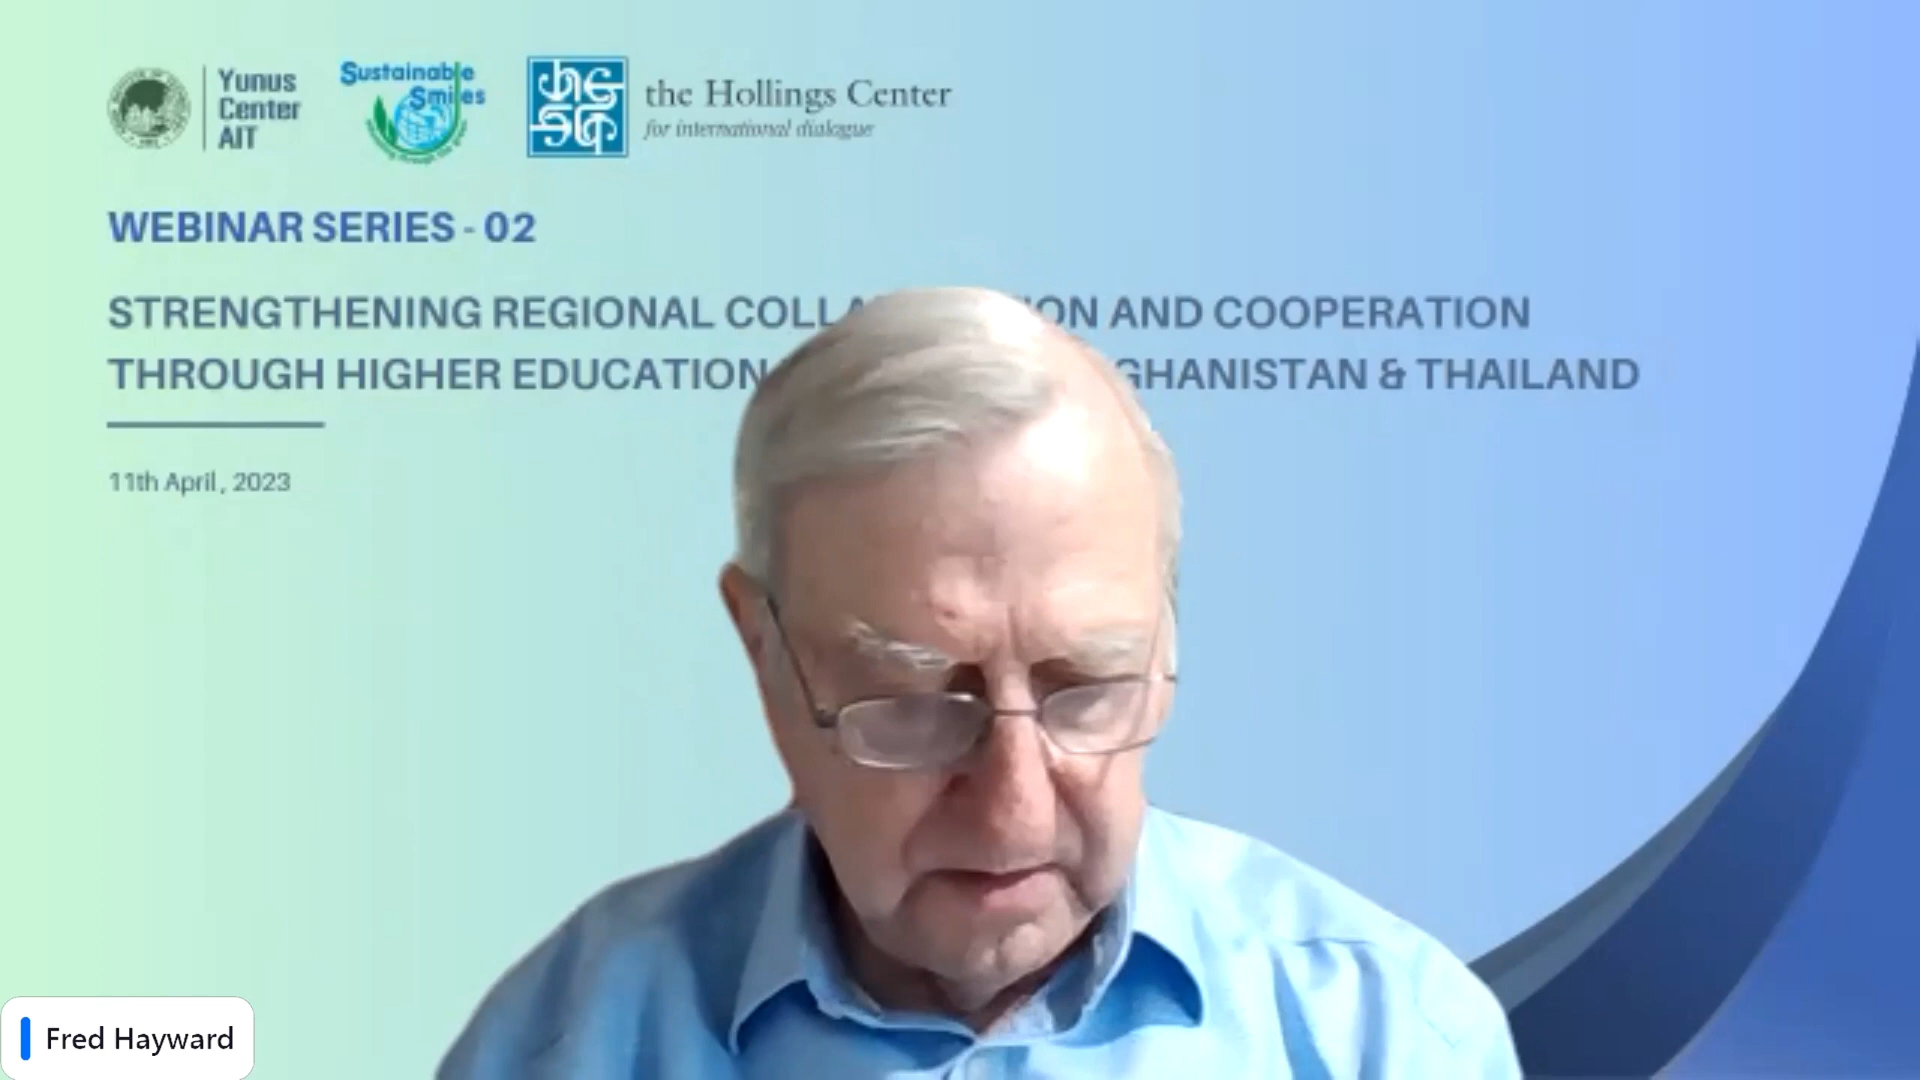 Yunus
Center
AIT
Sustainable
Smiles
the Hollings Center
for international dialogue
WEBINAR SERIES - 02
STRENGTHENING REGIONAL COLLA ON AND COOPERATION
THROUGH HIGHER EDUCATION GHANISTAN & THAILAND
11th April, 2023
Fred Hayward